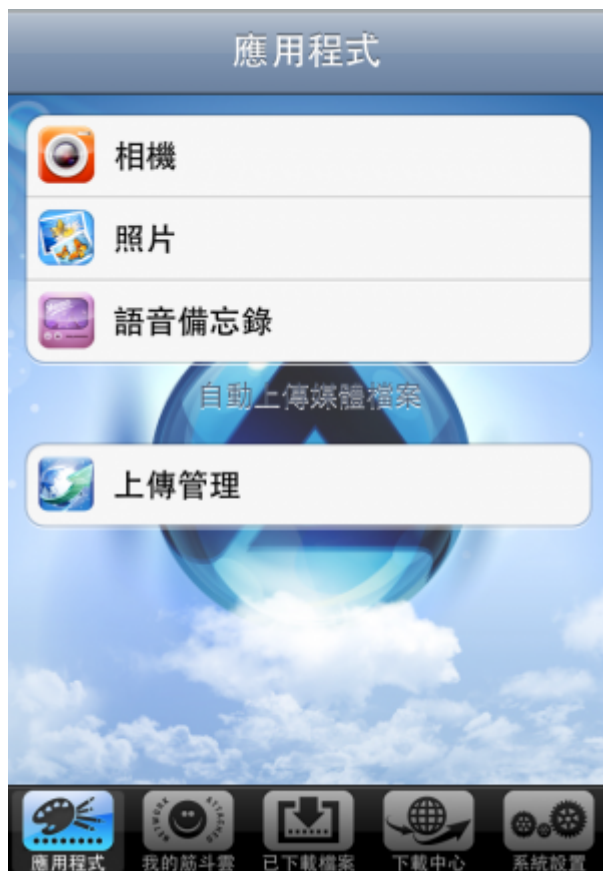 應用程式
相機
照片
語音備忘錄
自動上傳媒體檔案
上傳管理
NETWORK ATTACHED
應用程式
我的筋斗雲
已下載檔案
下載中心
系統設置